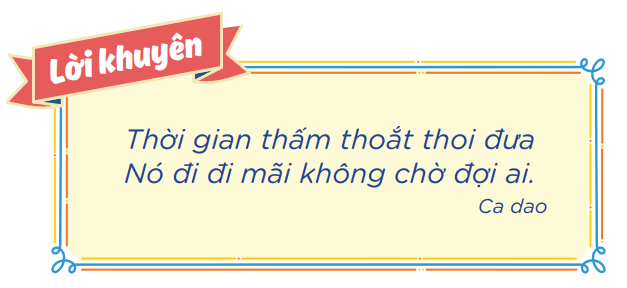 Lời khuyên
Thời gian thấm thoắt thoi đưa
Nó đi đi mãi không chờ đợi ai.
Ca dao